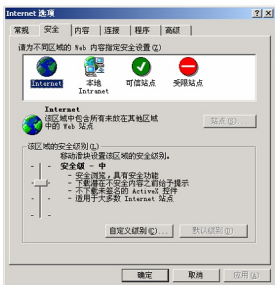 Internet 选项
常规 安全 内容 连接 程序 高级
请为不同区域的 Web 内容指定安全设置(Z)
Internet 本地 Intranet 可信站点 受限站点
Internet
该区域中包含所有未放在其他区域
中的 Web 站点
站点(S)...
该区域的安全级别(L)
移动滑块设置该区域的安全级别。
安全级 - 中
- 安全浏览，具有安全功能
- 下载潜在不安全内容之前给予提示
- 不下载未签名的 ActiveX 控件
- 适用于大多数 Internet 站点
自定义级别(C)... 默认级别(D)
确定 取消 应用(A)